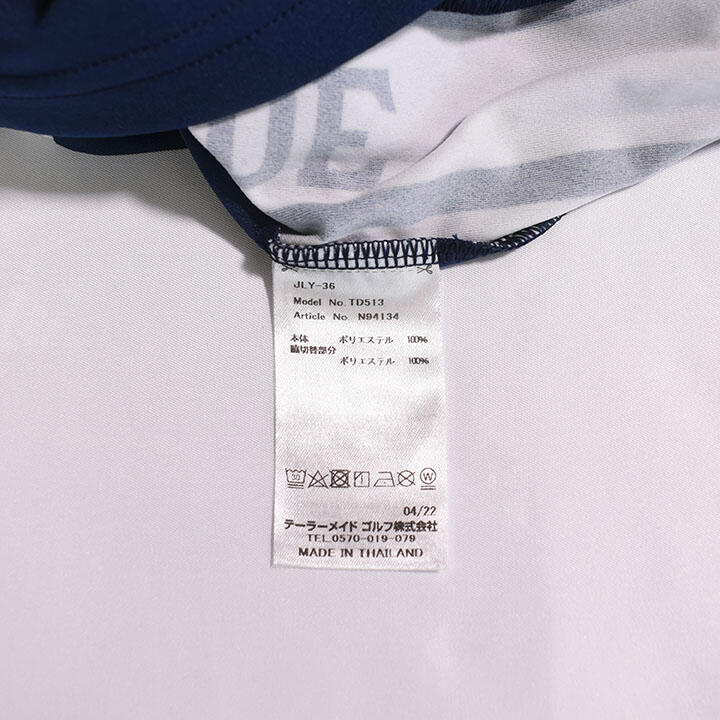 DE
JLY-36
Model No. TD513
Article No. N94134
本体 ポリエステル 100%
脇切替部分
ポリエステル 100%
30
W
04/22
テーラーメイド ゴルフ株式会社
TEL.0570-019-079
MADE IN THAILAND